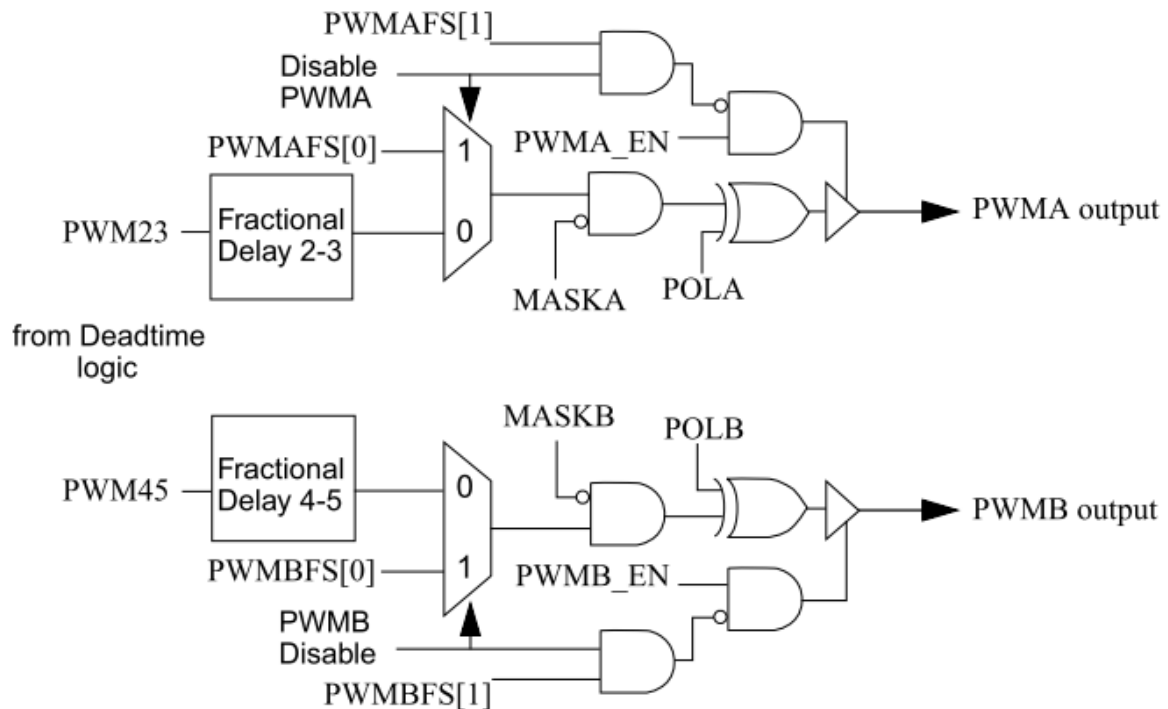 PWMAFS[1]
Disable
PWMA
PWMAFS[0]
1
PWMA_EN
PWM23
Fractional
Delay 2-3
0
PWMA output
MASKA
POLA
from Deadtime
logic
MASKB
POLB
PWM45
Fractional
Delay 4-5
0
PWMB output
PWMBFS[0]
1
PWMB_EN
PWMB
Disable
PWMBFS[1]